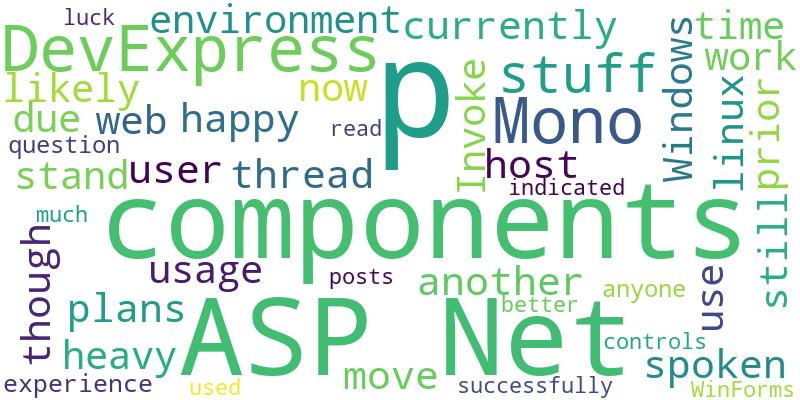 luck
environment
currently
time
DevExpress
p
stuff
work
likely
now
Mono
Windows
linux
prior
due
web
happy
read
Invoke
question
stand
user
thread
host
indicated
much
components
still
though
usage
posts
another
anyone
use
plans
ASP Net
better
controls
heavy
move
spoken
experience
used
successfully
WinForms